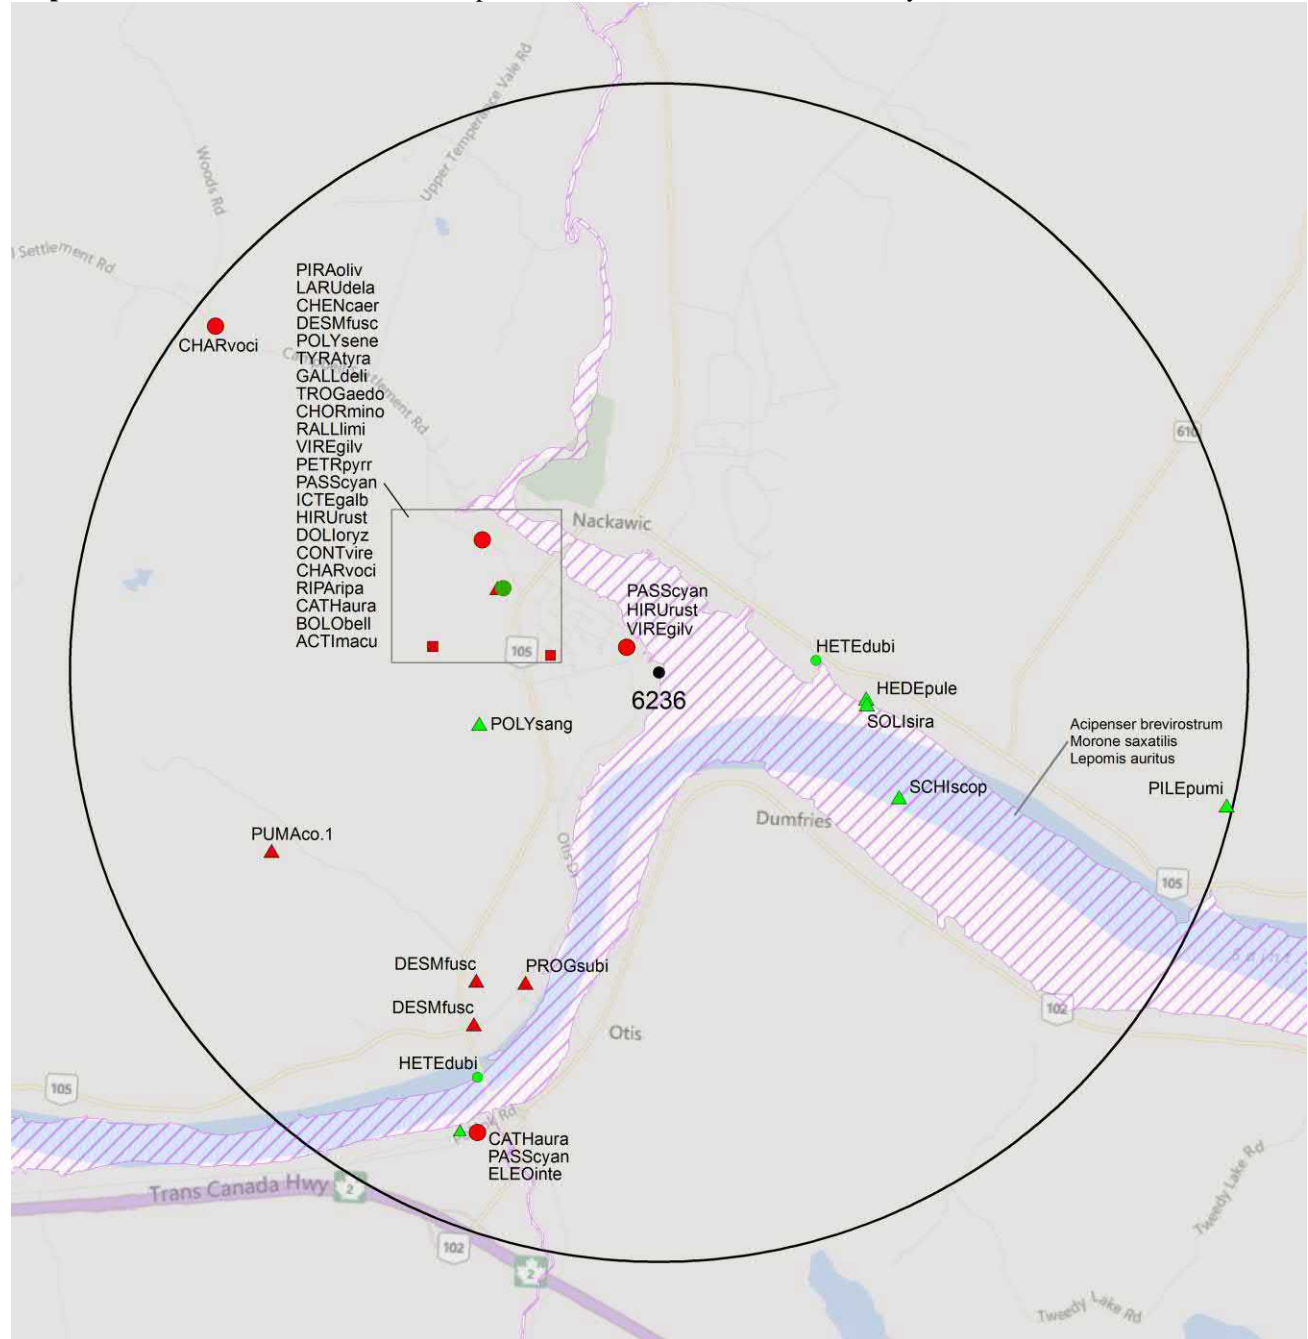 Woods Rd
Upper Temperance Vale Rd
Settlement Rd
CHARvoci
PIRAoliv
LARUdela
CHENcaer
DESMfusc
POLYsene
TYRAtyra
GALLdeli
TROGaedo
CHORmino
RALLlimi
VIREgilv
PETRpyrr
PASScyan
ICTEgalb
HIRUrust
DOLIoryz
CONTvire
CHARvoci
RIPAripa
CATHaura
BOLObell
ACTImacu
610
Nackawic
105
PASScyan
HIRUrust
VIREgilv
6236
HETEdubi
HEDEpule
SOLIsira
POLYsang
Acipenser brevirostrum
Morone saxatilis
Lepomis auritus
SCHIscop
PILEpumi
Dumfries
PUMAco.1
105
DESMfusc
PROGsubi
DESMfusc
Saint
102
Otis
HETEdubi
105
CATHaura
PASScyan
ELEOinte
Trans Canada Hwy
2
102
2
Tweedy Lake Rd
Tweedy Lake Rd